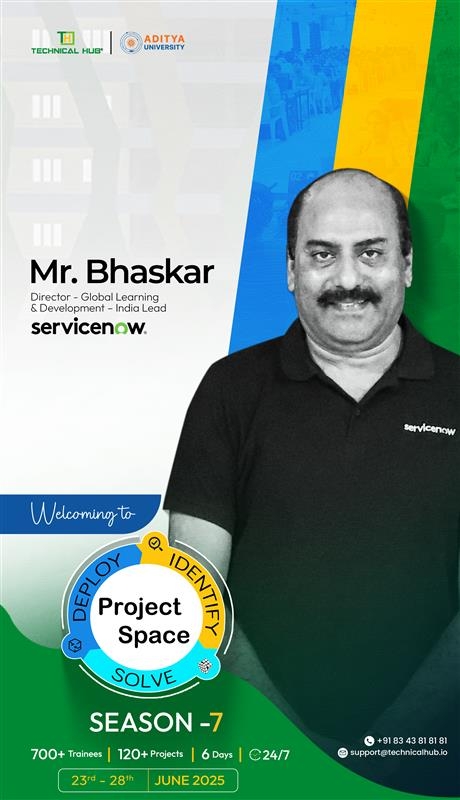 TECHNICAL HUB
ADITYA
UNIVERSITY
Mr. Bhaskar
Director - Global Learning
& Development - India Lead
servicenow
servicenow
Welcoming to
DEPLOY
IDENTIFY
Project
Space
SOLVE
SEASON -7
700+ Trainees | 120+ Projects | 6 Days | 24/7
23rd - 28th | JUNE 2025
+91 83 43 81 81 81
support@technicalhub.io